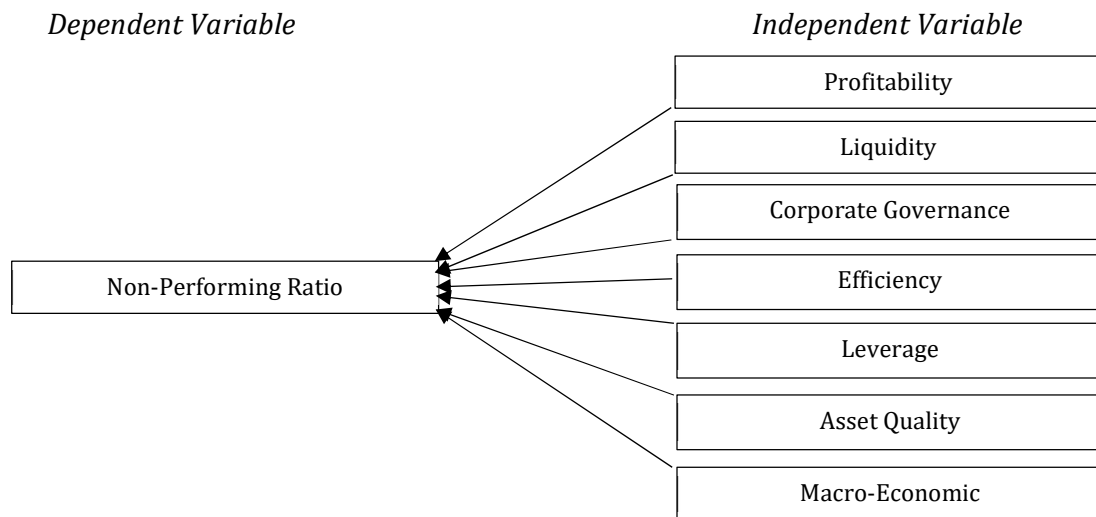 Dependent Variable
Independent Variable
Profitability
Liquidity
Corporate Governance
Non-Performing Ratio
Efficiency
Leverage
Asset Quality
Macro-Economic